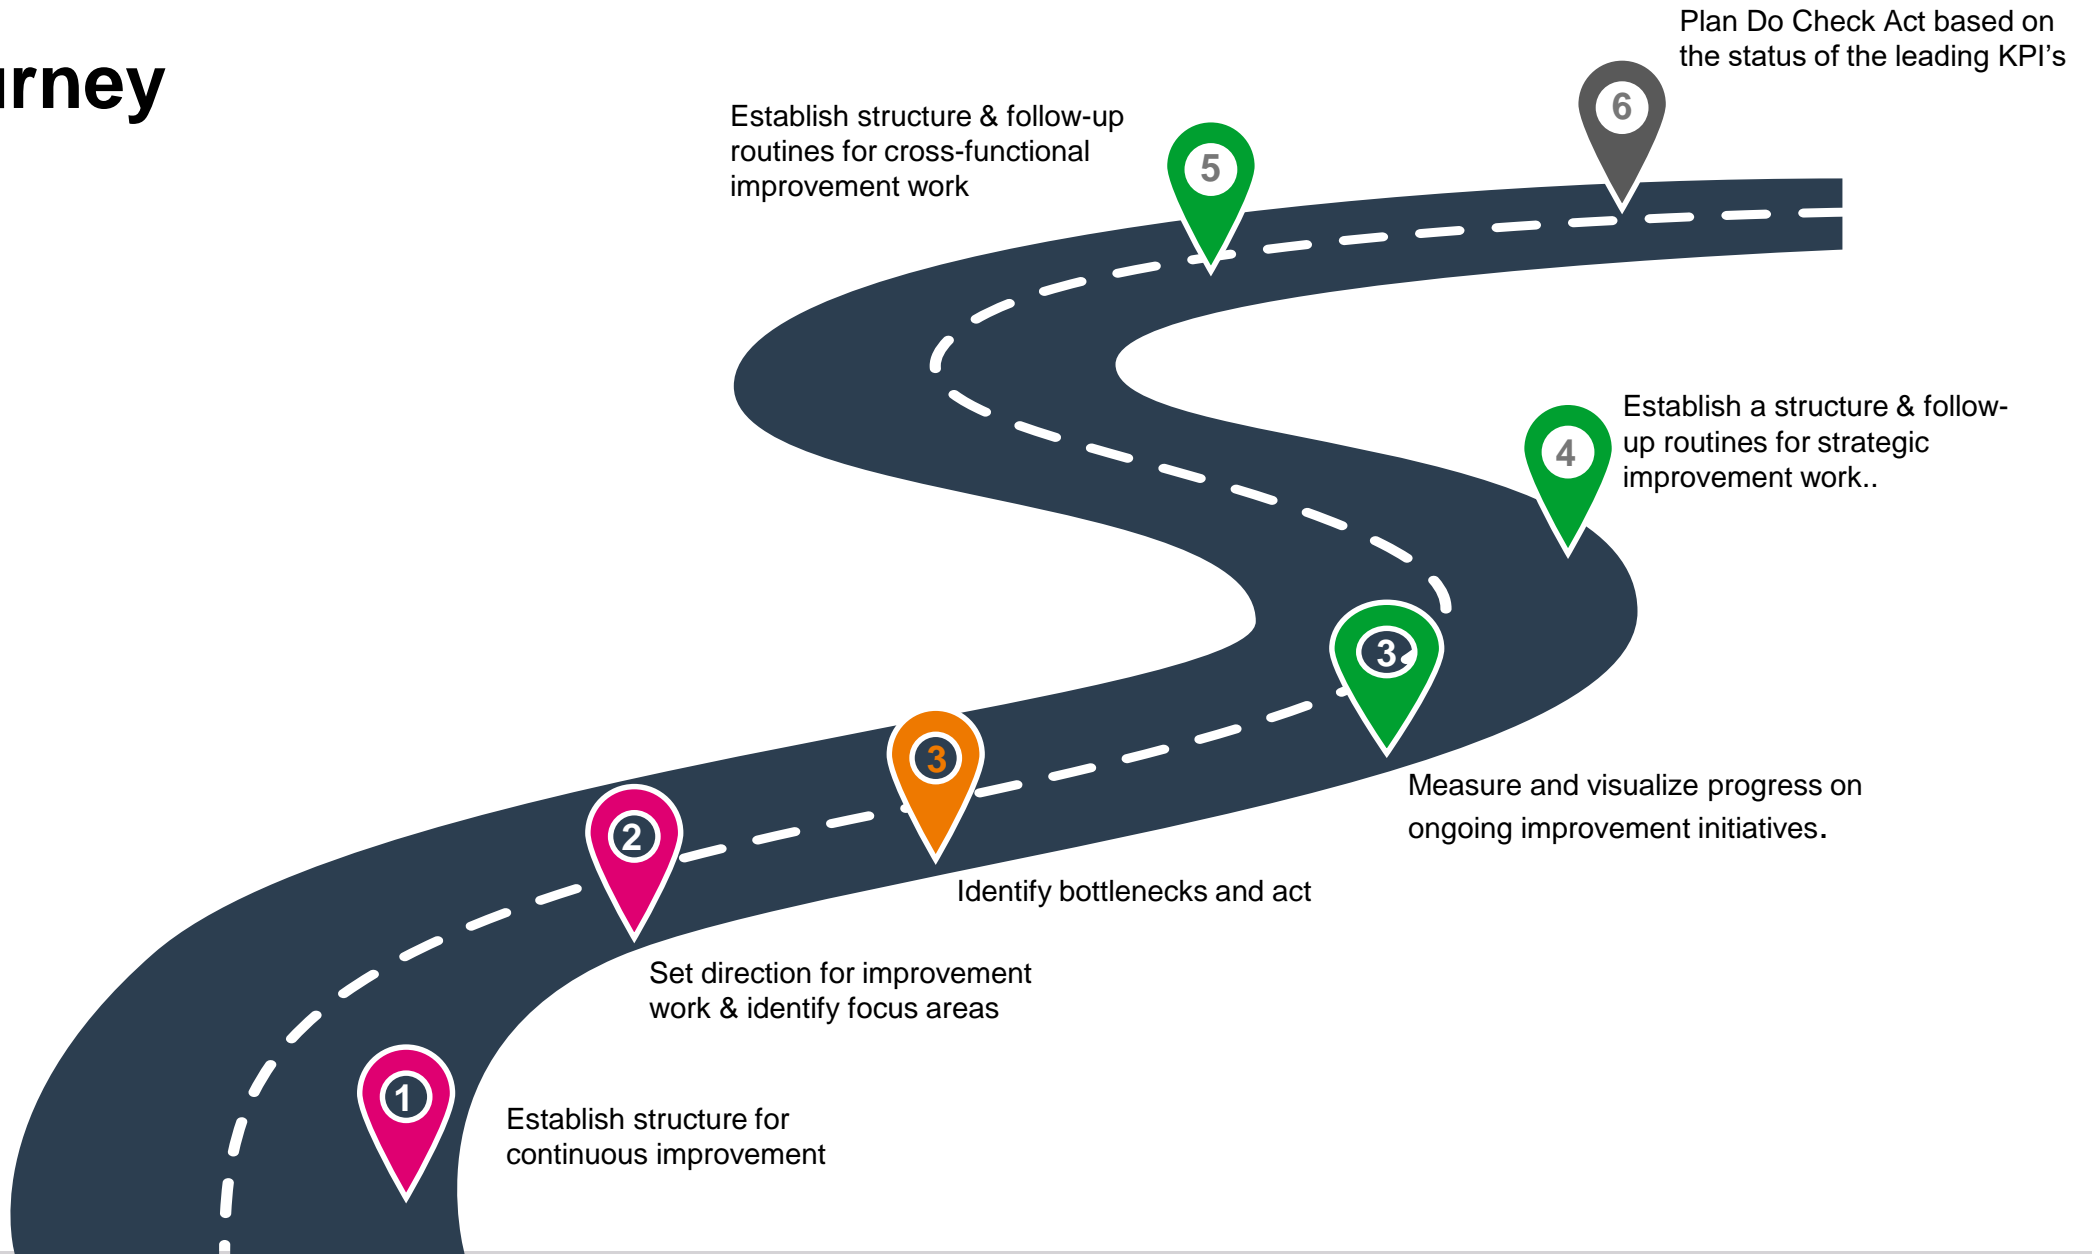 urney
Plan Do Check Act based on
the status of the leading KPI's
6
Establish structure & follow-up
routines for cross-functional
improvement work
5
Establish a structure & follow-
up routines for strategic
improvement work..
4
3
Measure and visualize progress on
ongoing improvement initiatives.
3
Identify bottlenecks and act
2
Set direction for improvement
work & identify focus areas
1
Establish structure for
continuous improvement